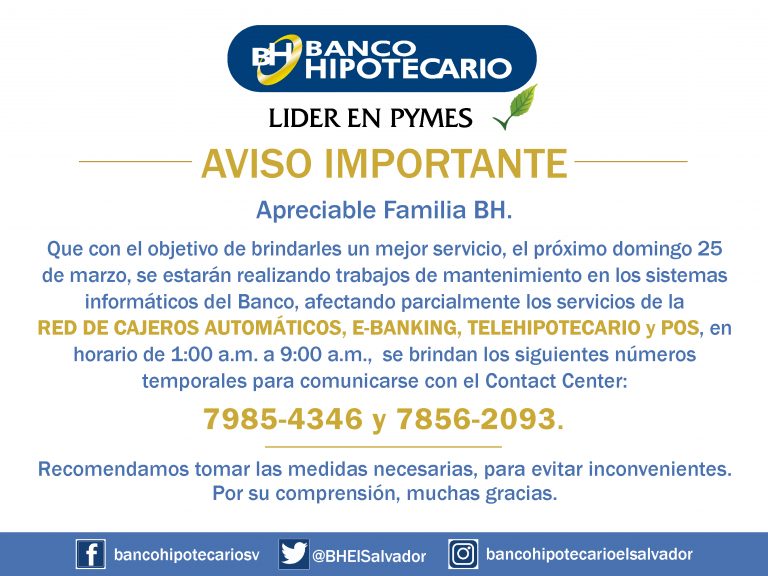 BH BANCO
HIPOTECARIO
LIDER EN PYMES
AVISO IMPORTANTE
Apreciable Familia BH.
Que con el objetivo de brindarles un mejor servicio, el próximo domingo 25
de marzo, se estarán realizando trabajos de mantenimiento en los sistemas
informáticos del Banco, afectando parcialmente los servicios de la
RED DE CAJEROS AUTOMÁTICOS, E-BANKING, TELEHIPOTECARIO y POS, en
horario de 1:00 a.m. a 9:00 a.m., se brindan los siguientes números
temporales para comunicarse con el Contact Center:
7985-4346 y 7856-2093.
Recomendamos tomar las medidas necesarias, para evitar inconvenientes.
Por su comprensión, muchas gracias.
bancohipotecariosv @BHElSalvador bancohipotecarioelsalvador